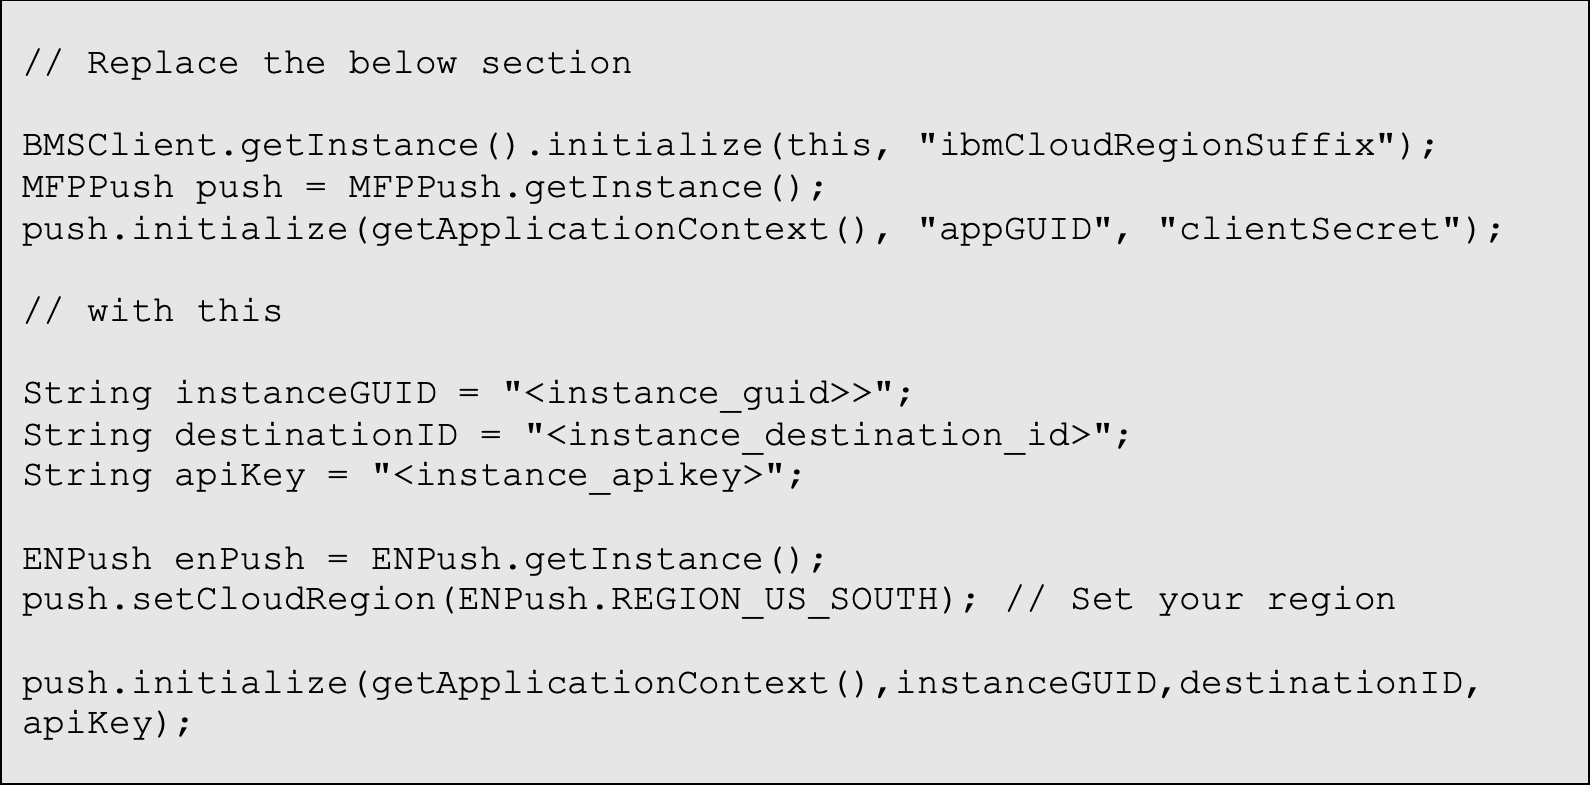 // Replace the below section
BMSClient.getInstance().initialize(this, "ibmCloudRegionSuffix");
MFPPush push = MFPPush.getInstance();
push.initialize(getApplicationContext(), "appGUID", "clientSecret");
// with this
String instanceGUID = "<instance_guid>>";
String destinationID = "<instance_destination_id>";
String apiKey = "<instance_apikey>";
ENPush enPush = ENPush.getInstance();
push.setCloudRegion(ENPush.REGION_US_SOUTH); // Set your region
push.initialize(getApplicationContext(),instanceGUID,destinationID,
apiKey);